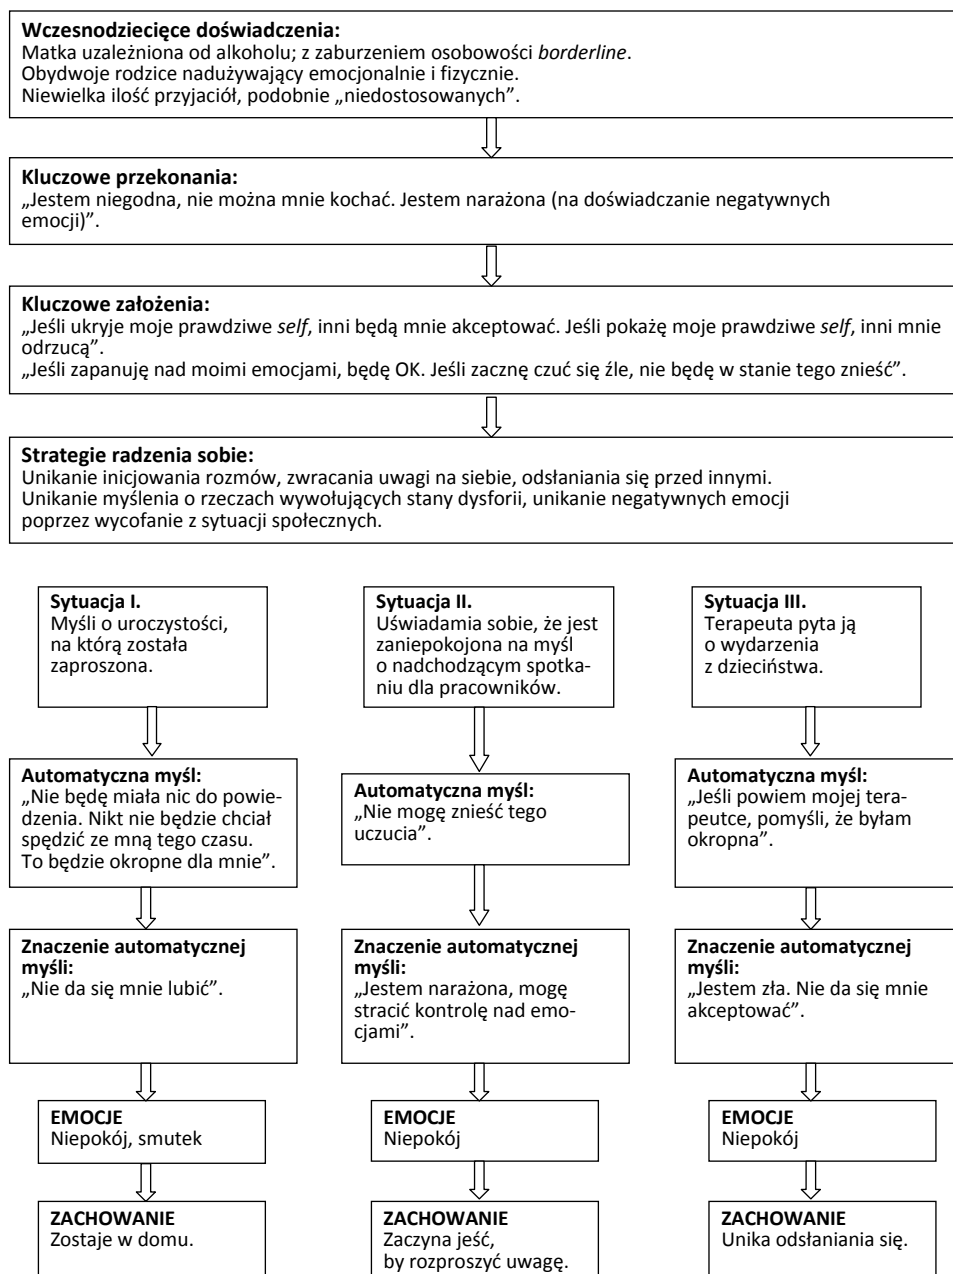 Wczesnodziecięce doświadczenia:
Matka uzależniona od alkoholu; z zaburzeniem osobowości borderline.
Obydwoje rodzice nadużywający emocjonalnie i fizycznie.
Niewielka ilość przyjaciół, podobnie „niedostosowanych”.
Kluczowe przekonania:
„Jestem niegodna, nie można mnie kochać. Jestem narażona (na doświadczanie negatywnych
emocji)”.
Kluczowe założenia:
„Jeśli ukryje moje prawdziwe self, inni będą mnie akceptować. Jeśli pokażę moje prawdziwe self, inni mnie
odrzucą”.
„Jeśli zapanuję nad moimi emocjami, będę OK. Jeśli zacznę czuć się źle, nie będę w stanie tego znieść”.
Strategie radzenia sobie:
Unikanie inicjowania rozmów, zwracania uwagi na siebie, odsłaniania się przed innymi.
Unikanie myślenia o rzeczach wywołujących stany dysforii, unikanie negatywnych emocji
poprzez wycofanie z sytuacji społecznych.
Sytuacja I.
Myśli o uroczystości,
na którą została
zaproszona.
Automatyczna myśl:
„Nie będę miała nic do powie-
dzenia. Nikt nie będzie chciał
spędzić ze mną tego czasu.
To będzie okropne dla mnie”.
Znaczenie automatycznej
myśli:
„Nie da się mnie lubić”.
EMOCJE
Niepokój, smutek
ZACHOWANIE
Zostaje w domu.
Sytuacja II.
Uświadamia sobie, że jest
zaniepokojona na myśl
o nadchodzącym spotka-
niu dla pracowników.
Automatyczna myśl:
„Nie mogę znieść tego
uczucia”.
Znaczenie automatycznej
myśli:
„Jestem narażona, mogę
stracić kontrolę nad emo-
cjami”.
EMOCJE
Niepokój
ZACHOWANIE
Zaczyna jeść,
by rozproszyć uwagę.
Sytuacja III.
Terapeuta pyta ją
o wydarzenia
z dzieciństwa.
Automatyczna myśl:
„Jeśli powiem mojej tera-
peutce, pomyśli, że byłam
okropna”.
Znaczenie automatycznej
myśli:
„Jestem zła. Nie da się mnie
akceptować”.
EMOCJE
Niepokój
ZACHOWANIE
Unika odsłaniania się.